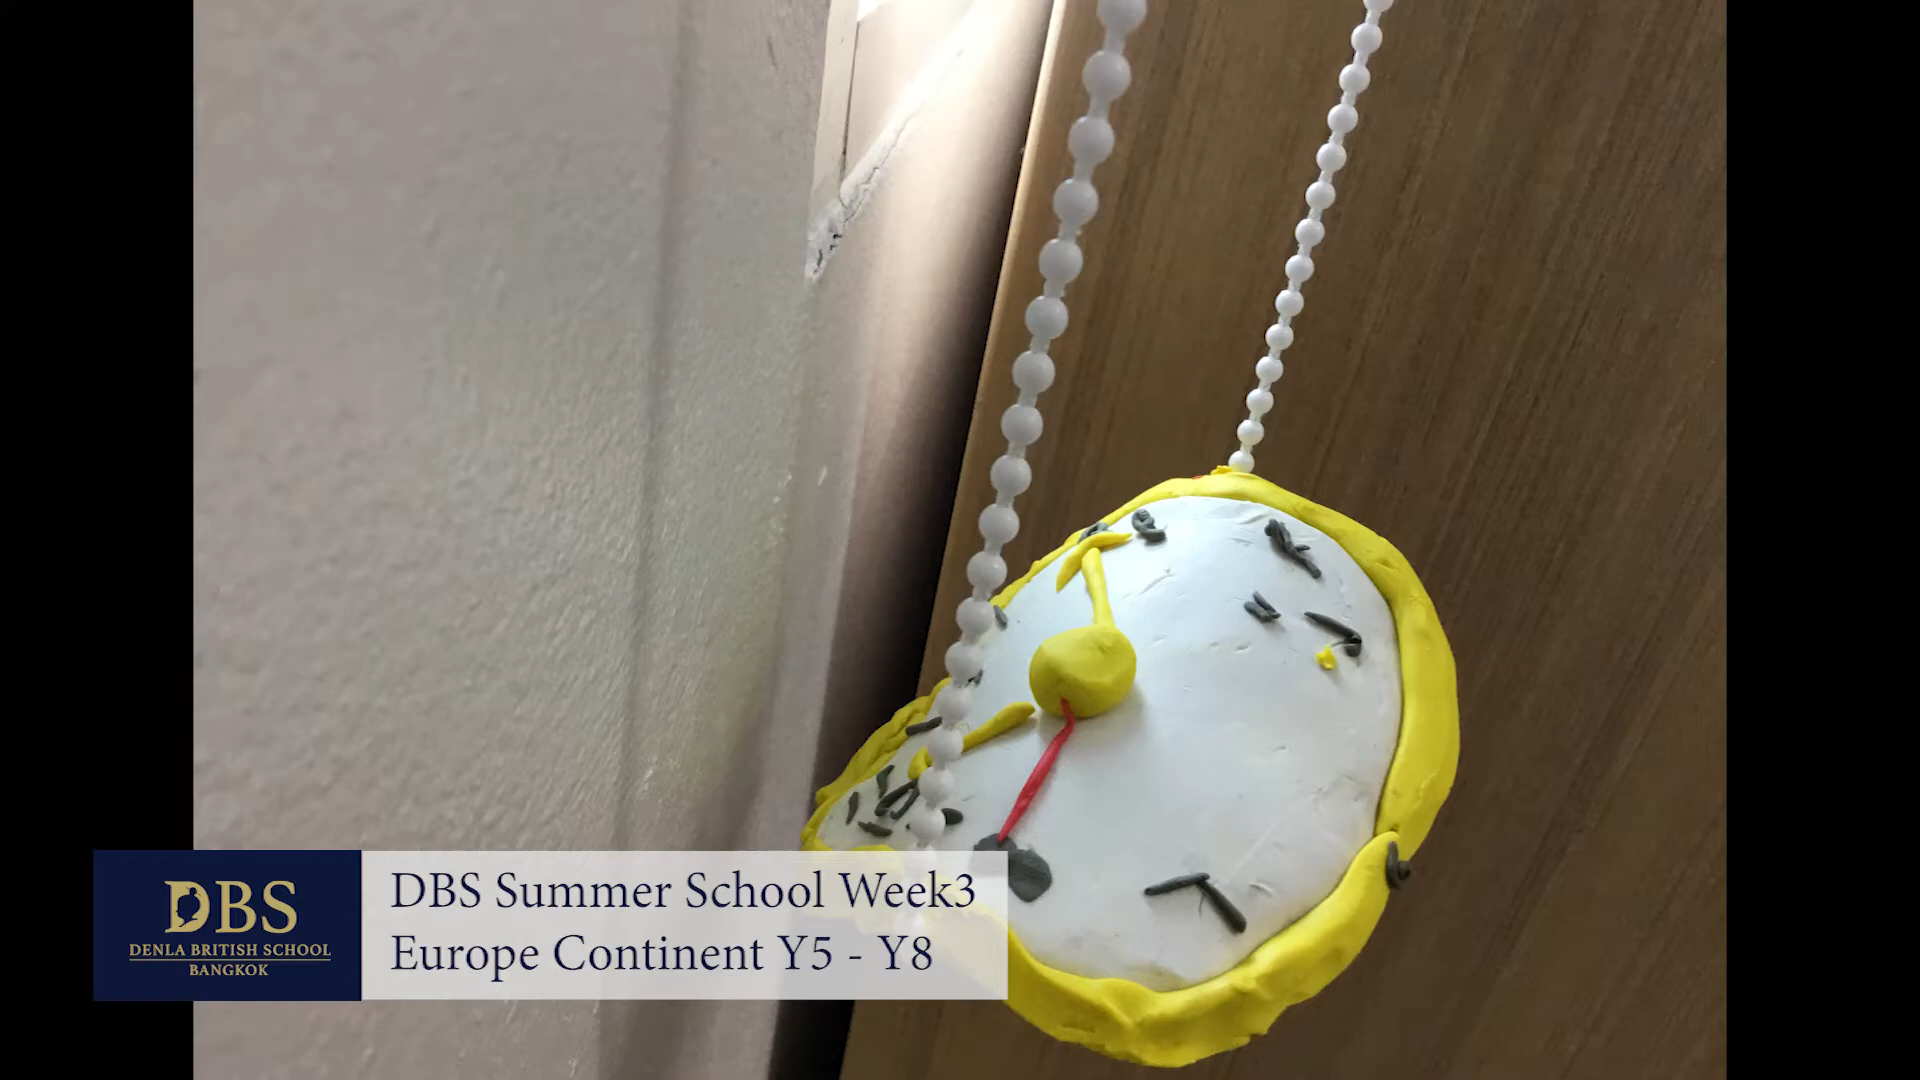 DBS
DENLA BRITISH SCHOOL
BANGKOK
DBS Summer School Week3
Europe Continent Y5 - Y8